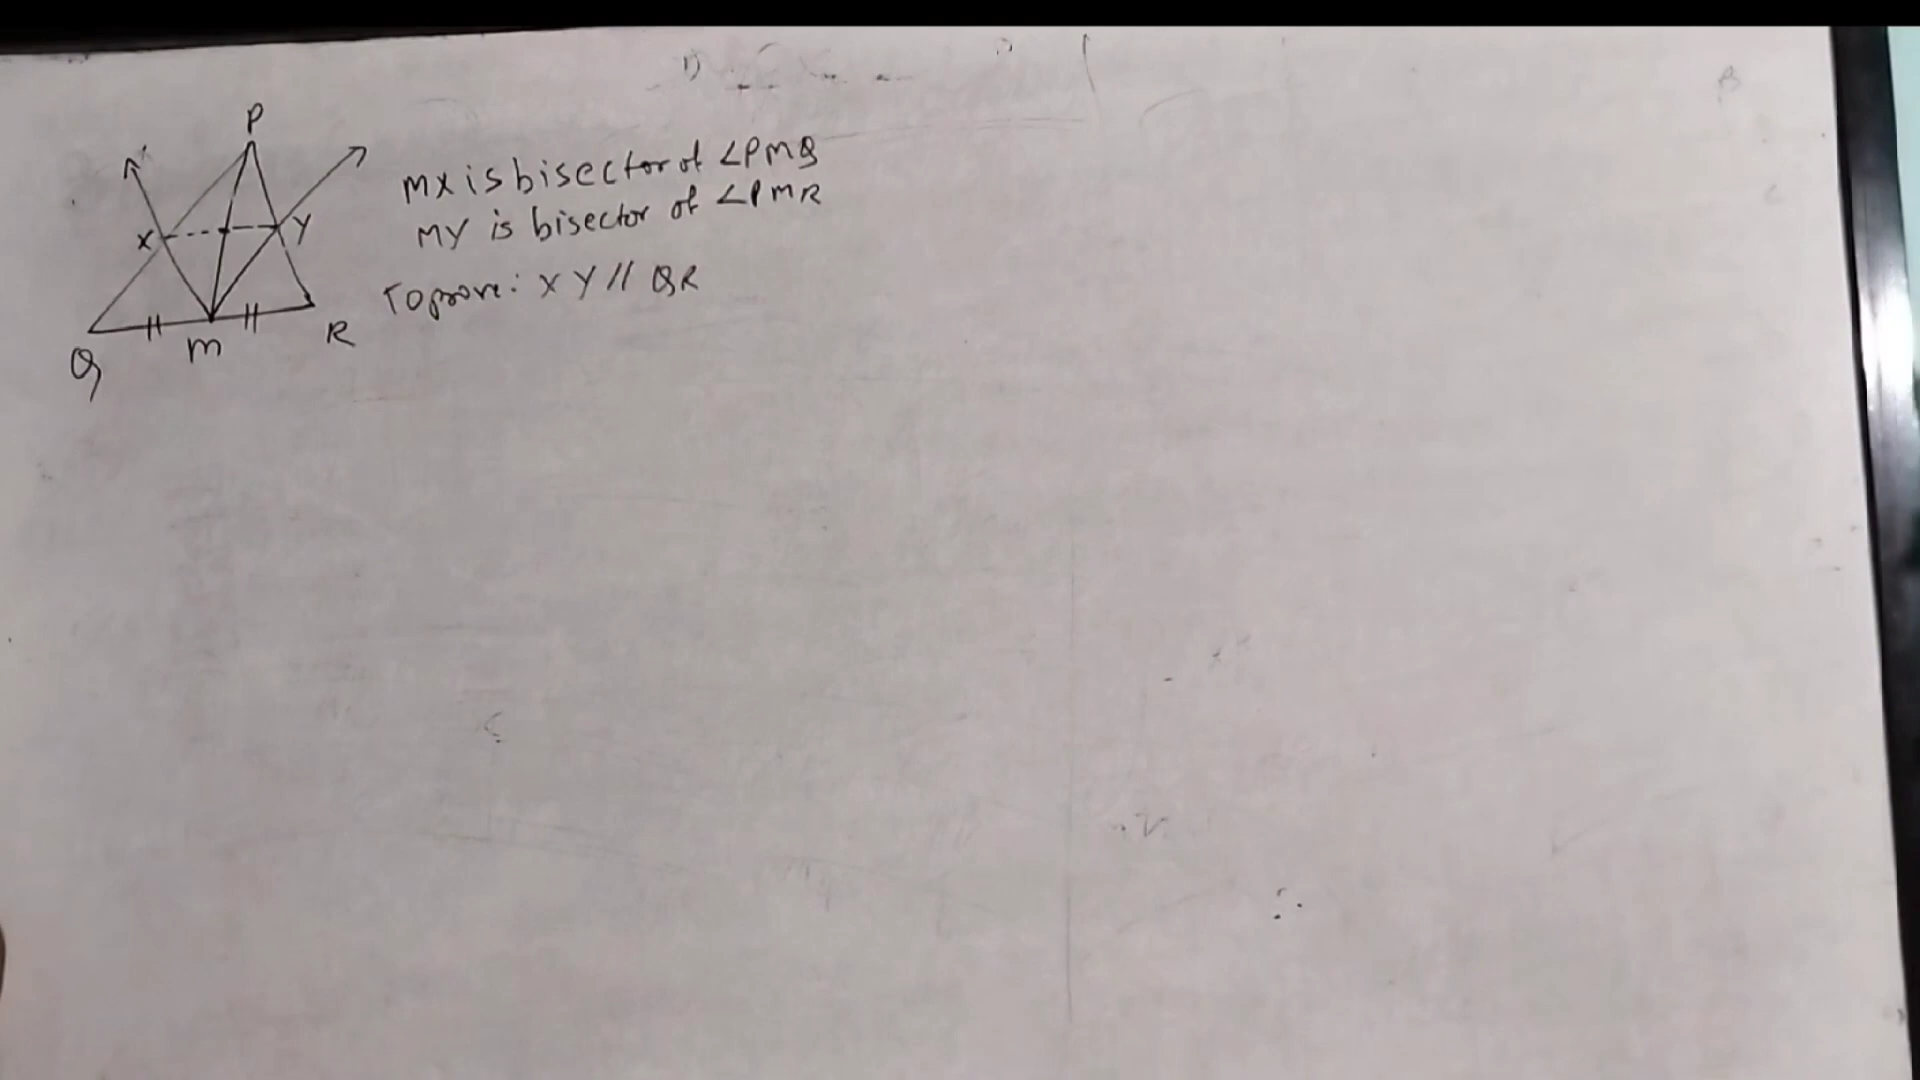 P
X
Y
Q
M
R
MX is bisector of ∠PMQ
MY is bisector of ∠PMR
To prove: XY // QR